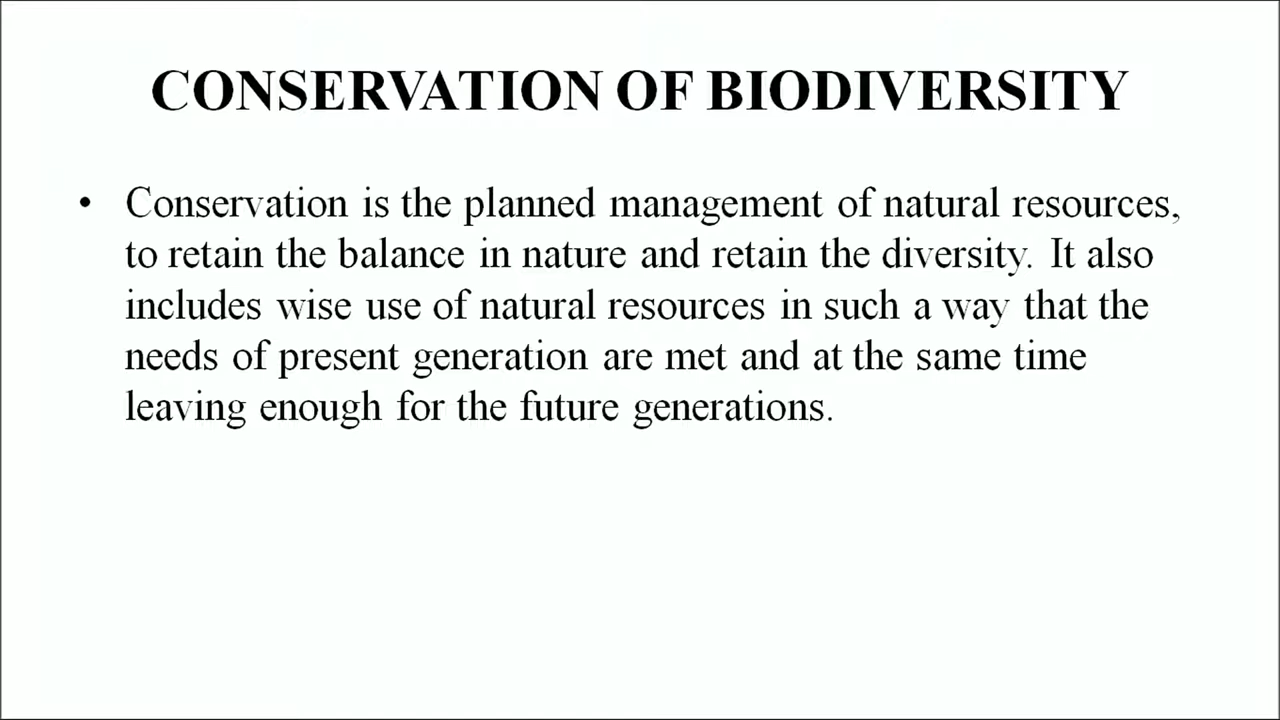 CONSERVATION OF BIODIVERSITY
• Conservation is the planned management of natural resources,
to retain the balance in nature and retain the diversity. It also
includes wise use of natural resources in such a way that the
needs of present generation are met and at the same time
leaving enough for the future generations.